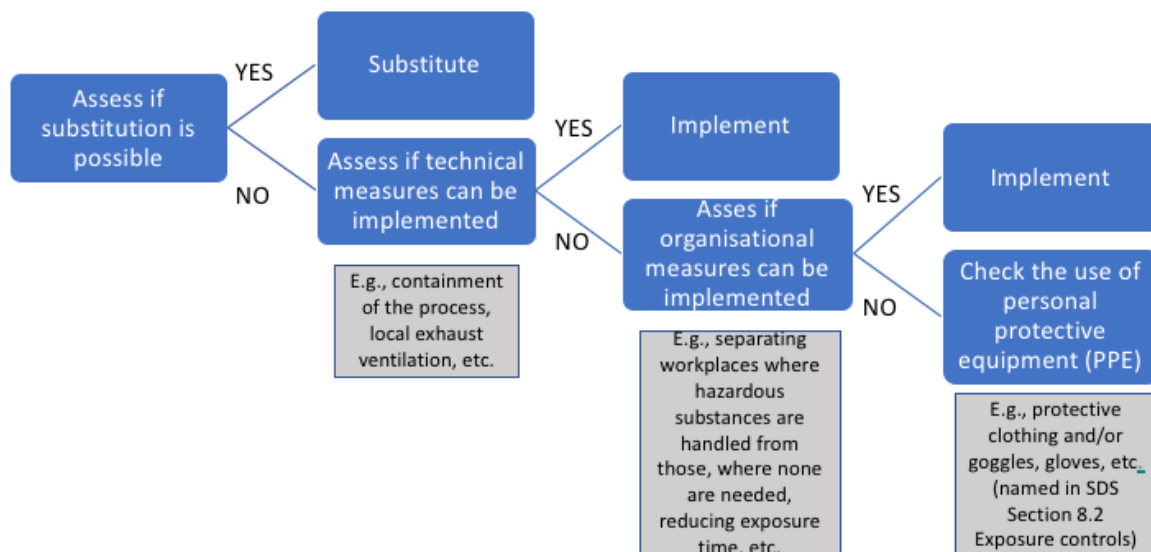 Assess if
substitution is
possible
YES
NO
Substitute
Assess if technical
measures can be
implemented
E.g., containment
of the process,
local exhaust
ventilation, etc.
YES
NO
Implement
Asses if
organisational
measures can be
implemented
E.g., separating
workplaces where
hazardous
substances are
handled from
those, where none
are needed,
reducing exposure
time, etc.
YES
NO
Implement
Check the use of
personal
protective
equipment (PPE)
E.g., protective
clothing and/or
goggles, gloves, etc.
(named in SDS
Section 8.2
Exposure controls)